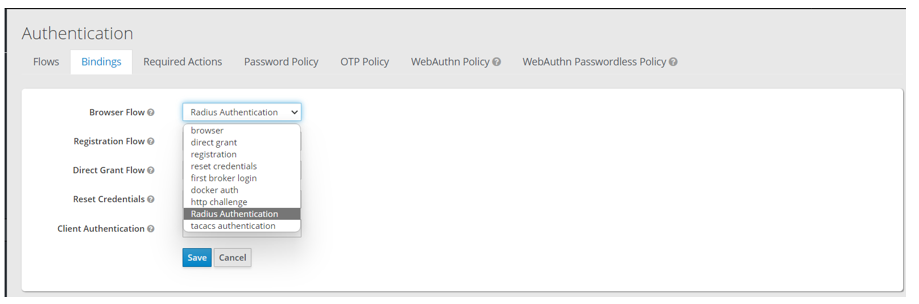 Authentication
Flows Bindings Required Actions Password Policy OTP Policy WebAuthn Policy WebAuthn Passwordless Policy
Browser Flow Radius Authentication
browser
Registration Flow direct grant
registration
Direct Grant Flow reset credentials
first broker login
docker auth
Reset Credentials http challenge
Radius Authentication
Client Authentication tacacs authentication
Save Cancel